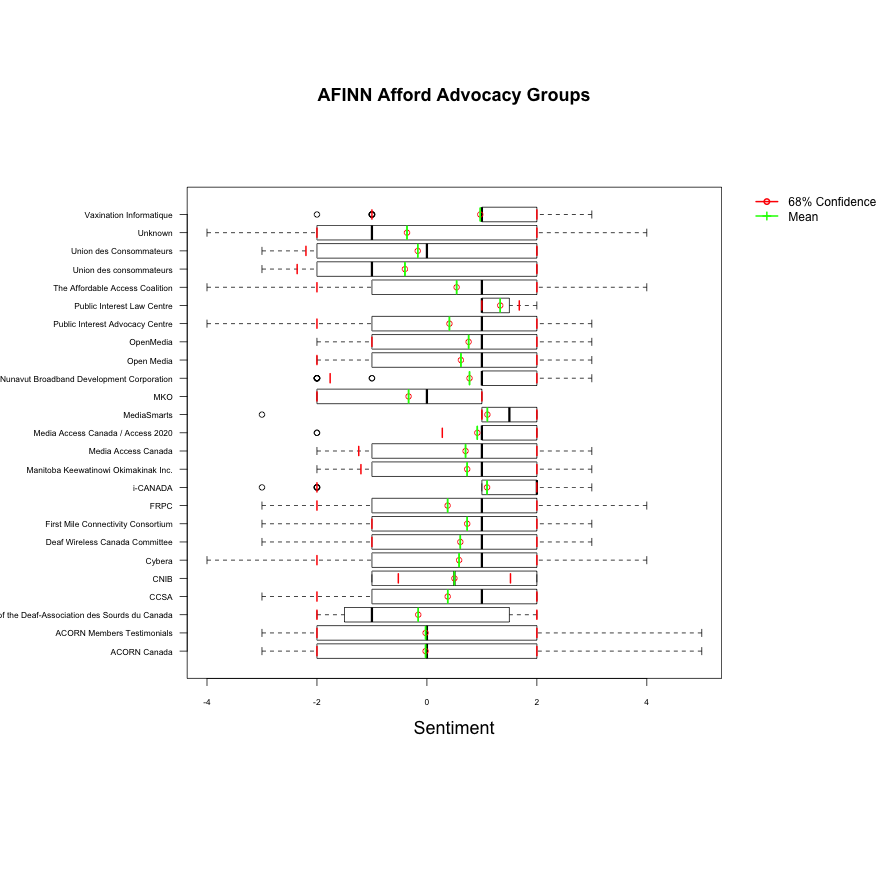 AFINN Afford Advocacy Groups
68% Confidence
Mean
Vaxination Informatique
Unknown
Union des Consommateurs
Union des consommateurs
The Affordable Access Coalition
Public Interest Law Centre
Public Interest Advocacy Centre
OpenMedia
Open Media
Nunavut Broadband Development Corporation
MKO
MediaSmarts
Media Access Canada / Access 2020
Media Access Canada
Manitoba Keewatinowi Okimakinak Inc.
i-CANADA
FRPC
First Mile Connectivity Consortium
Deaf Wireless Canada Committee
Cybera
CNIB
CCSA
of the Deaf-Association des Sourds du Canada
ACORN Members Testimonials
ACORN Canada
-4 -2 0 2 4
Sentiment